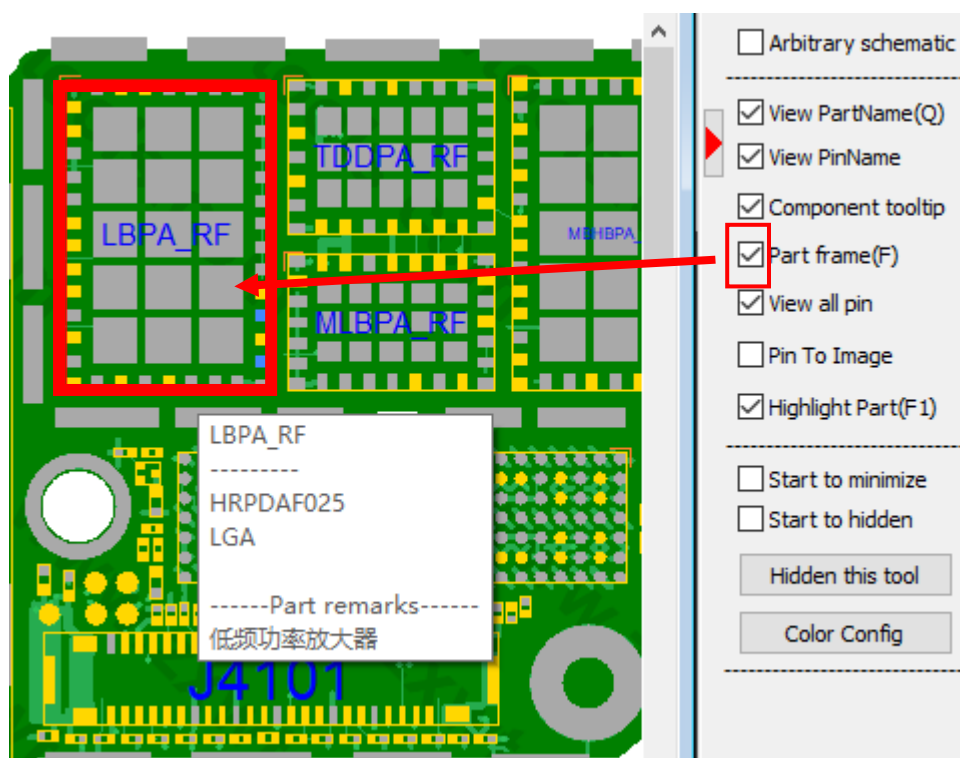 TDDPA_RF
LBPA_RF
MBHBPA_
MLBPA_RF
LBPA_RF
---------
HRPDAF025
LGA
------Part remarks------
低频功率放大器
J4101
Arbitrary schematic
View PartName(Q)
View PinName
Component tooltip
Part frame(F)
View all pin
Pin To Image
Highlight Part(F1)
Start to minimize
Start to hidden
Hidden this tool
Color Config